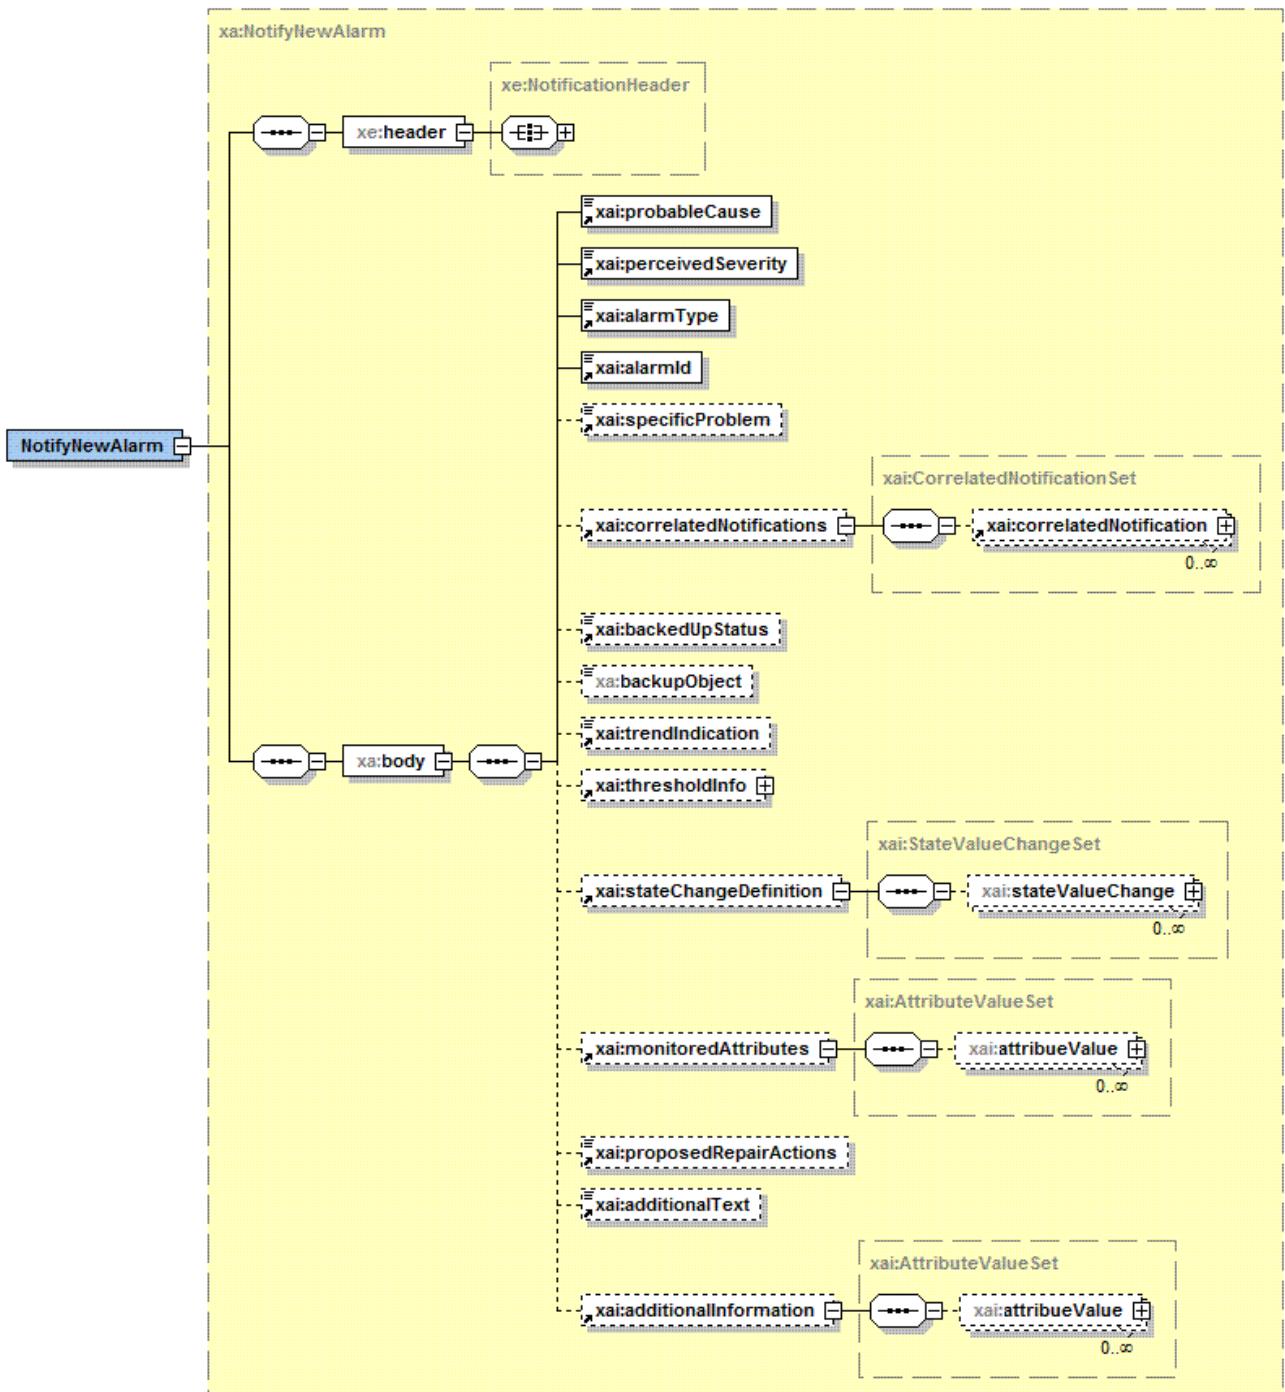 xa:NotifyNewAlarm
xe:NotificationHeader
xe:header
xai:probableCause
xai:perceivedSeverity
xai:alarmType
xai:alarmId
xai:specificProblem
NotifyNewAlarm
xai:CorrelatedNotificationSet
xai:correlatedNotifications
xai:correlatedNotification
0..∞
xai:backedUpStatus
xa:backupObject
xai:trendIndication
xa:body
xai:thresholdInfo
xai:StateValueChangeSet
xai:stateChangeDefinition
xai:stateValueChange
0..∞
xai:AttributeValueSet
xai:monitoredAttributes
xai:attribueValue
0..∞
xai:proposedRepairActions
xai:additionalText
xai:AttributeValueSet
xai:additionalInformation
xai:attribueValue
0..∞